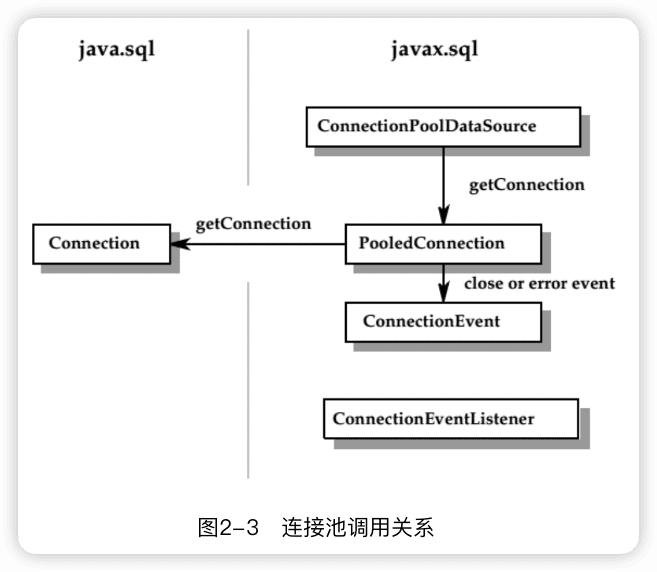 java.sql
javax.sql
ConnectionPoolDataSource
getConnection
getConnection
Connection
PooledConnection
close or error event
ConnectionEvent
ConnectionEventListener
图2-3 连接池调用关系